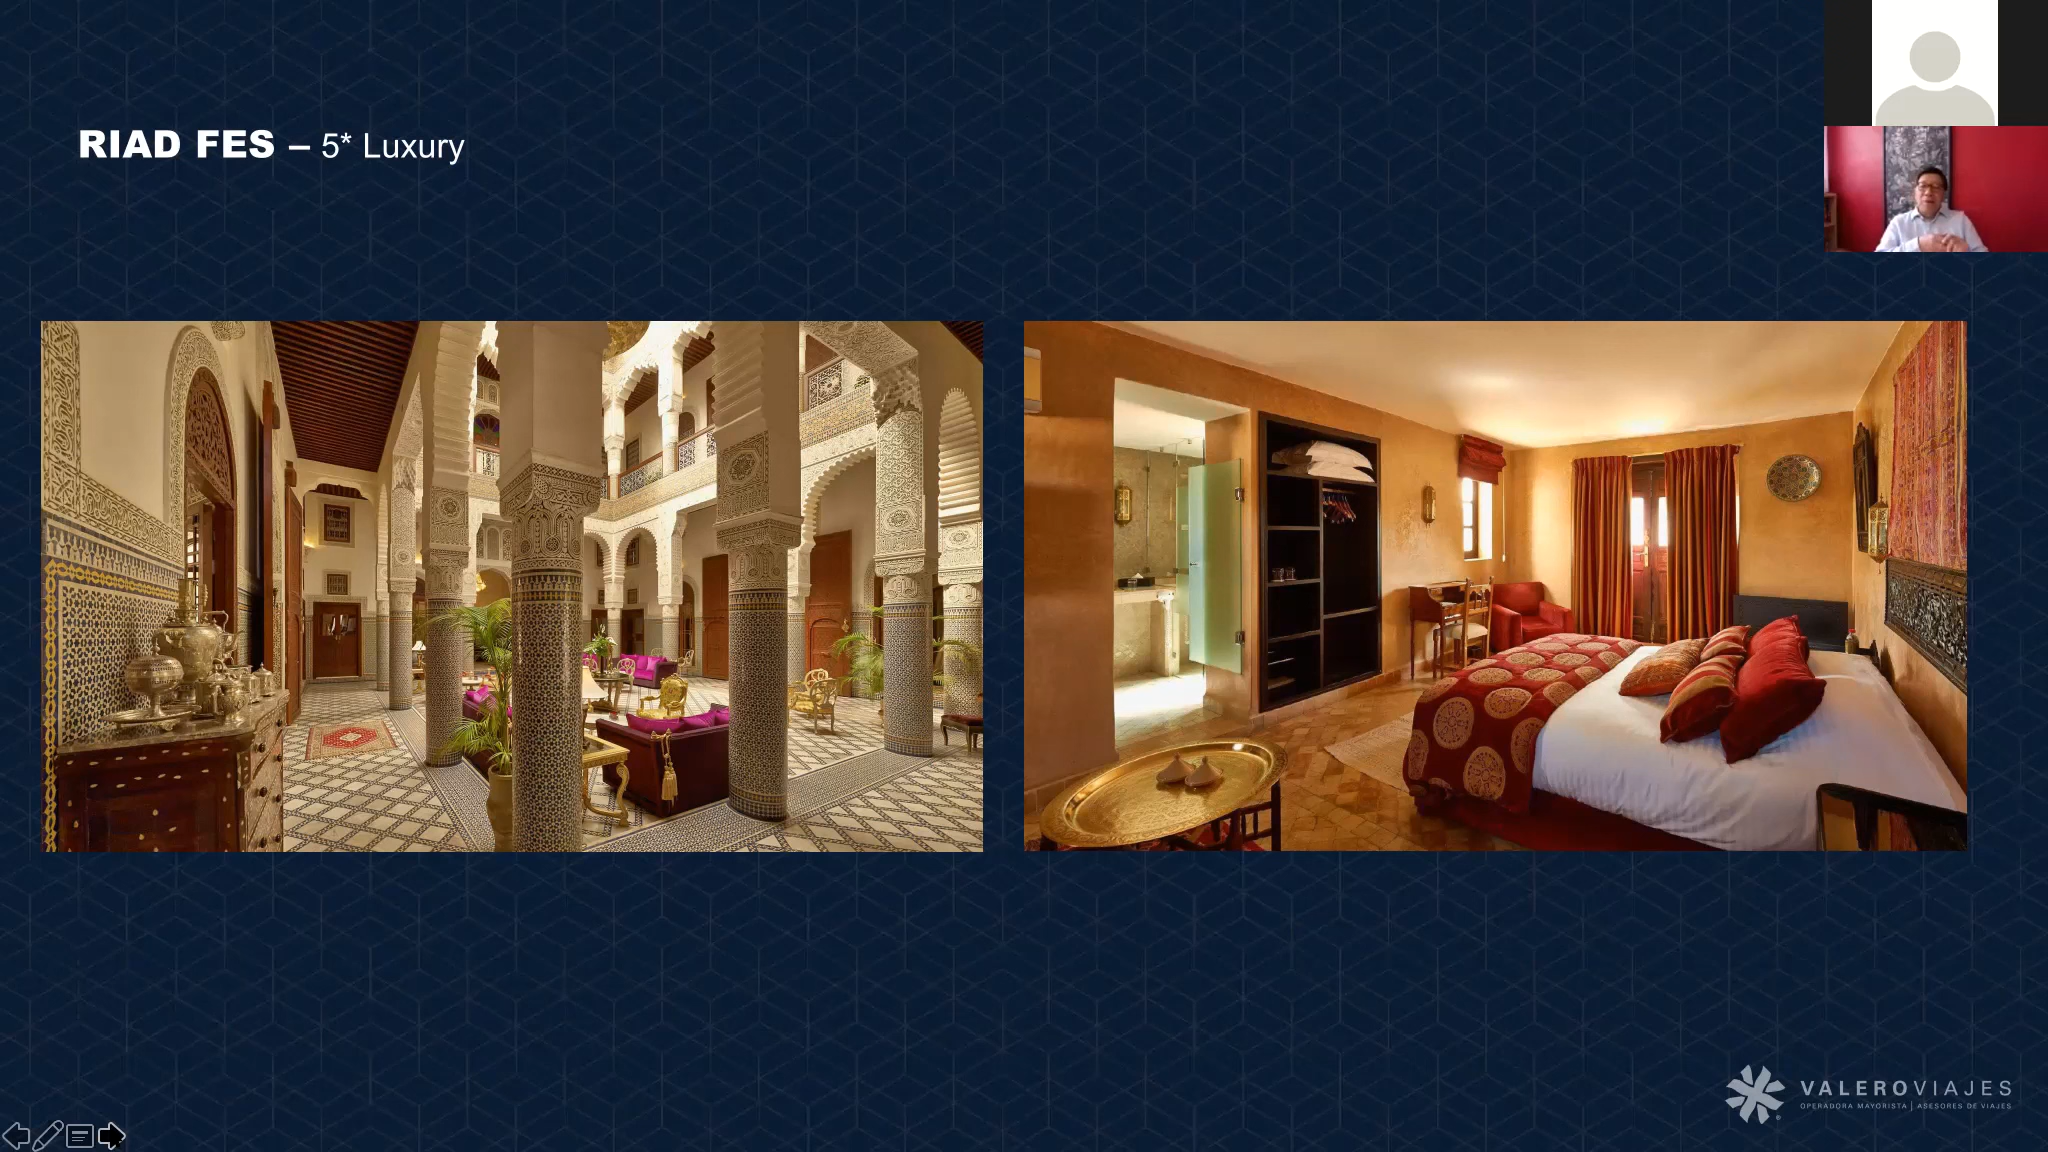 RIAD FES – 5* Luxury
VALEROVIAJES
OPERADORA MAYORISTA | ASESORES DE VIAJES